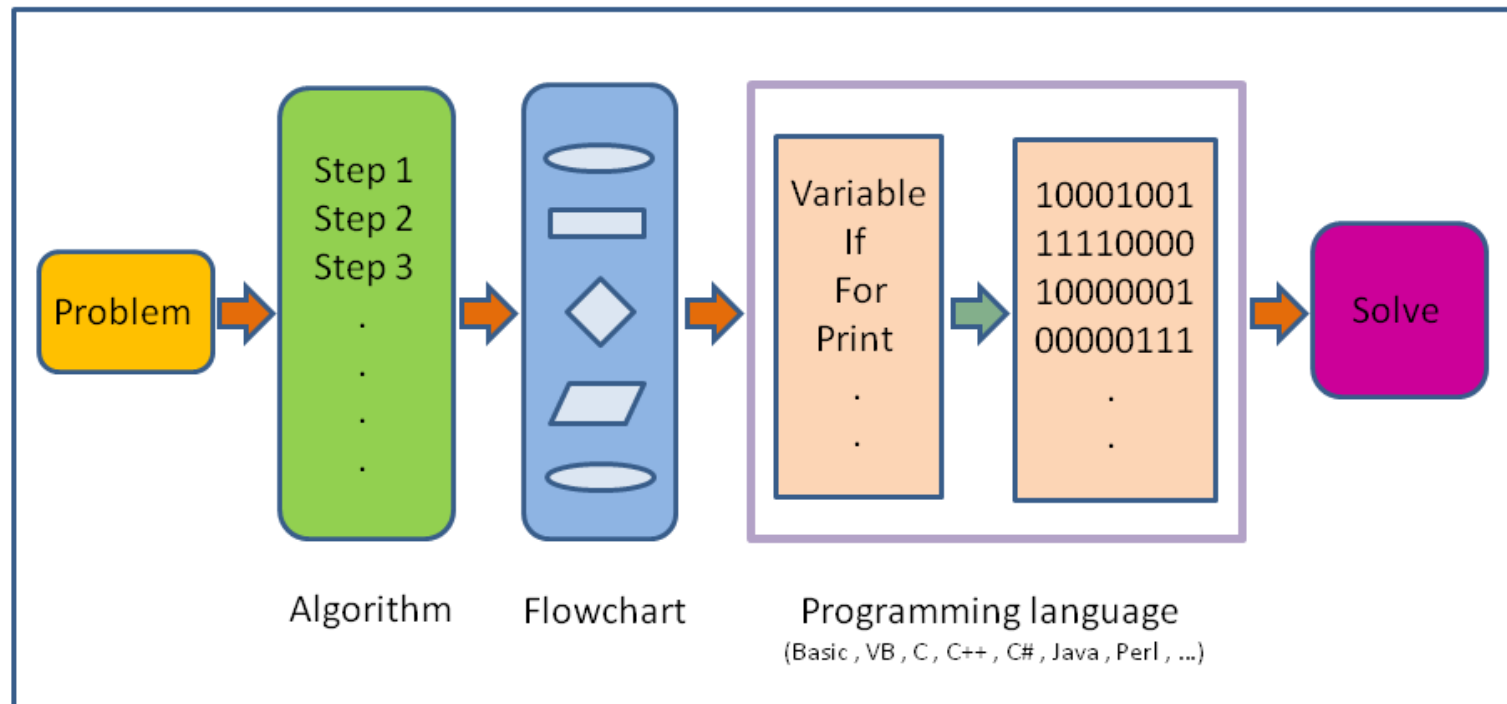 Problem
Step 1
Step 2
Step 3
.
.
.
.
Algorithm
Flowchart
Variable
If
For
Print
.
.
10001001
11110000
10000001
00000111
.
.
Programming language
(Basic , VB , C , C++ , C# , Java , Perl , ...)
Solve